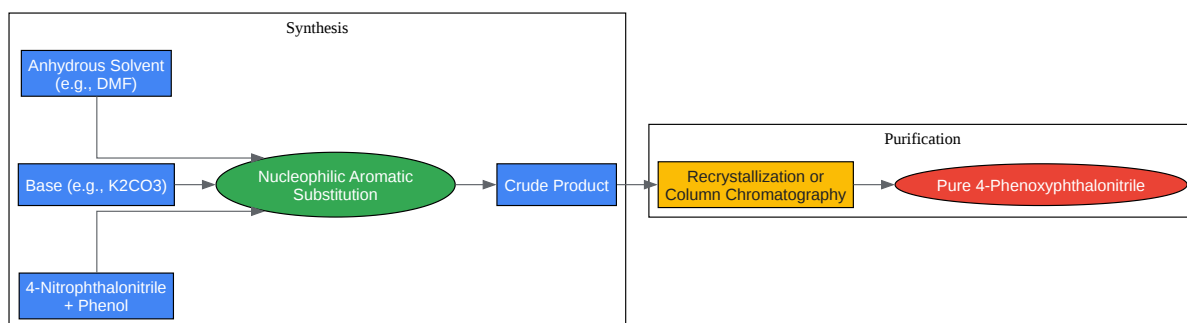 Synthesis
Anhydrous Solvent
(e.g., DMF)
Base (e.g., K2CO3)
4-Nitrophthalonitrile
+ Phenol
Nucleophilic Aromatic
Substitution
Crude Product
Purification
Recrystallization or
Column Chromatography
Pure 4-Phenoxyphthalonitrile